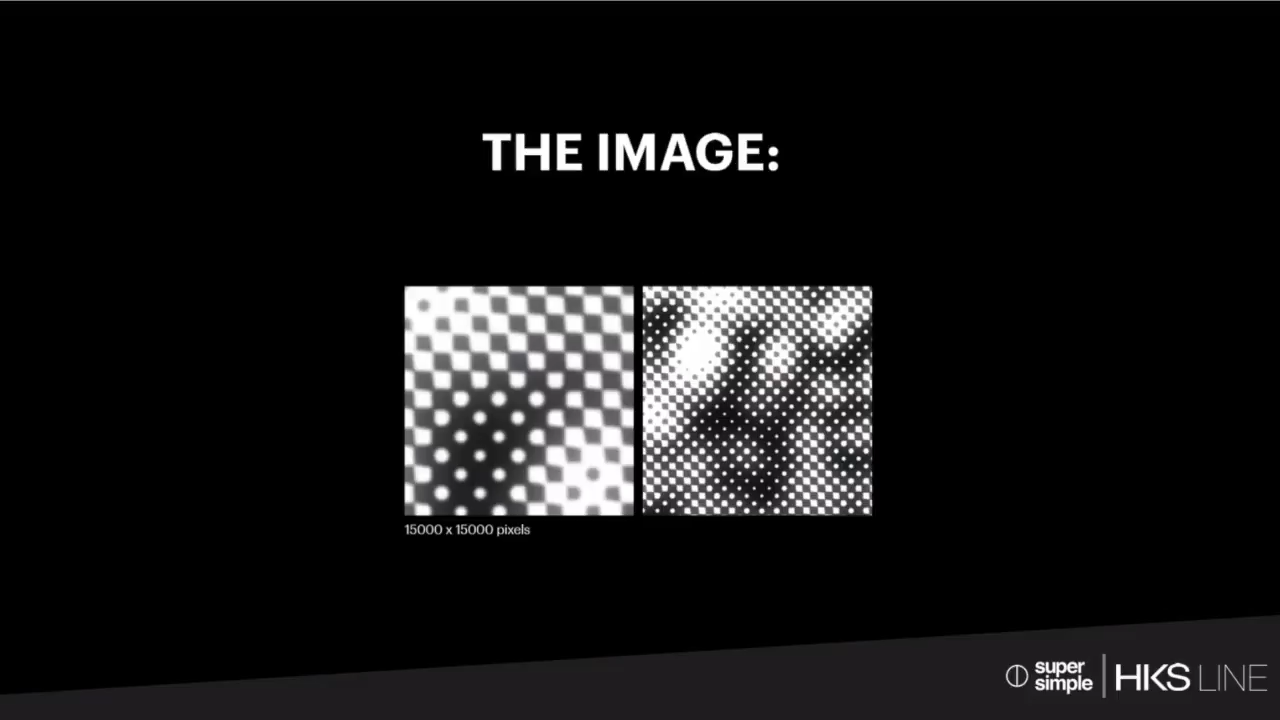 THE IMAGE:
15000 x 15000 pixels
super
simple
HKS LINE